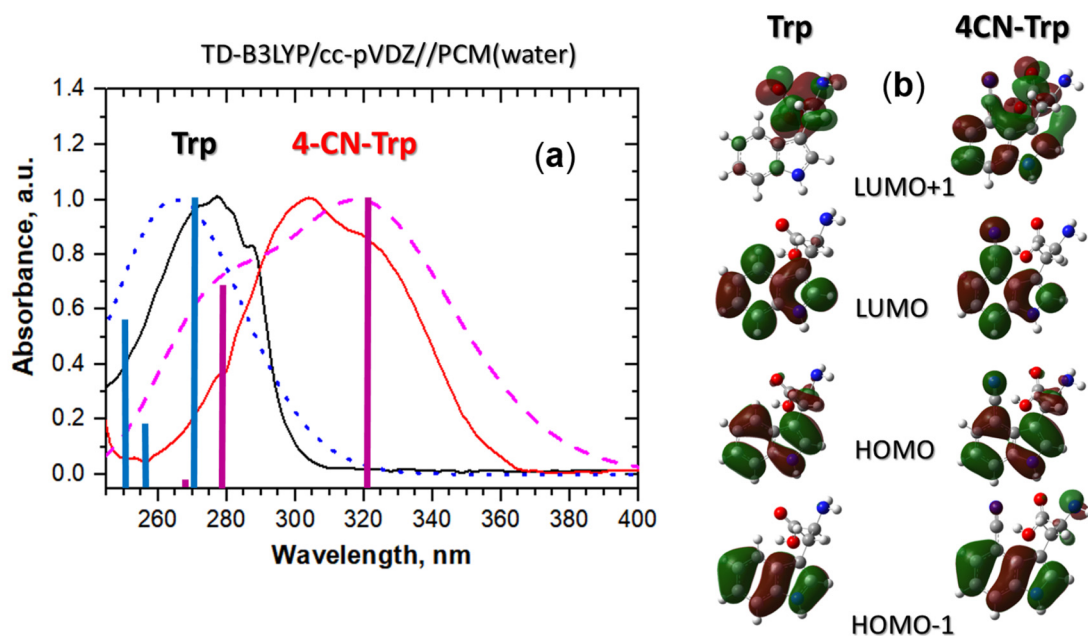 TD-B3LYP/cc-pVDZ//PCM(water)
Trp
4-CN-Trp
(a)
Absorbance, a.u.
1.4
1.2
1.0
0.8
0.6
0.4
0.2
0.0
260 280 300 320 340 360 380 400
Wavelength, nm
Trp
4CN-Trp
(b)
LUMO+1
LUMO
HOMO
HOMO-1